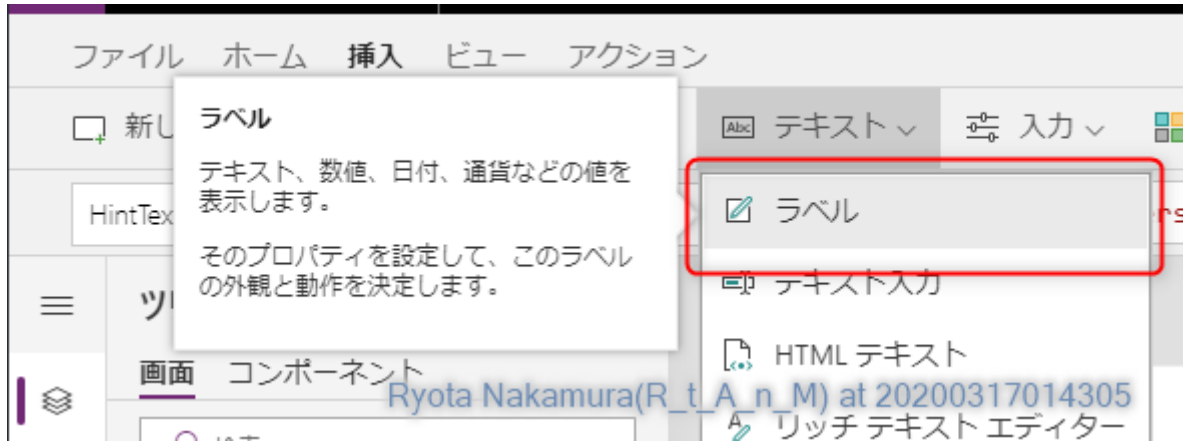 ファイル ホーム 挿入 ビュー アクション
新し
テキスト 入力
ラベル
テキスト、数値、日付、通貨などの値を
表示します。
そのプロパティを設定して、このラベル
の外観と動作を決定します。
HintTex
Abc
ラベル
テキスト入力
HTML テキスト
リッチ テキスト エディター
ツ
画面 コンポーネント
Ryota Nakamura(R_t_A_n_M) at 20200317014305